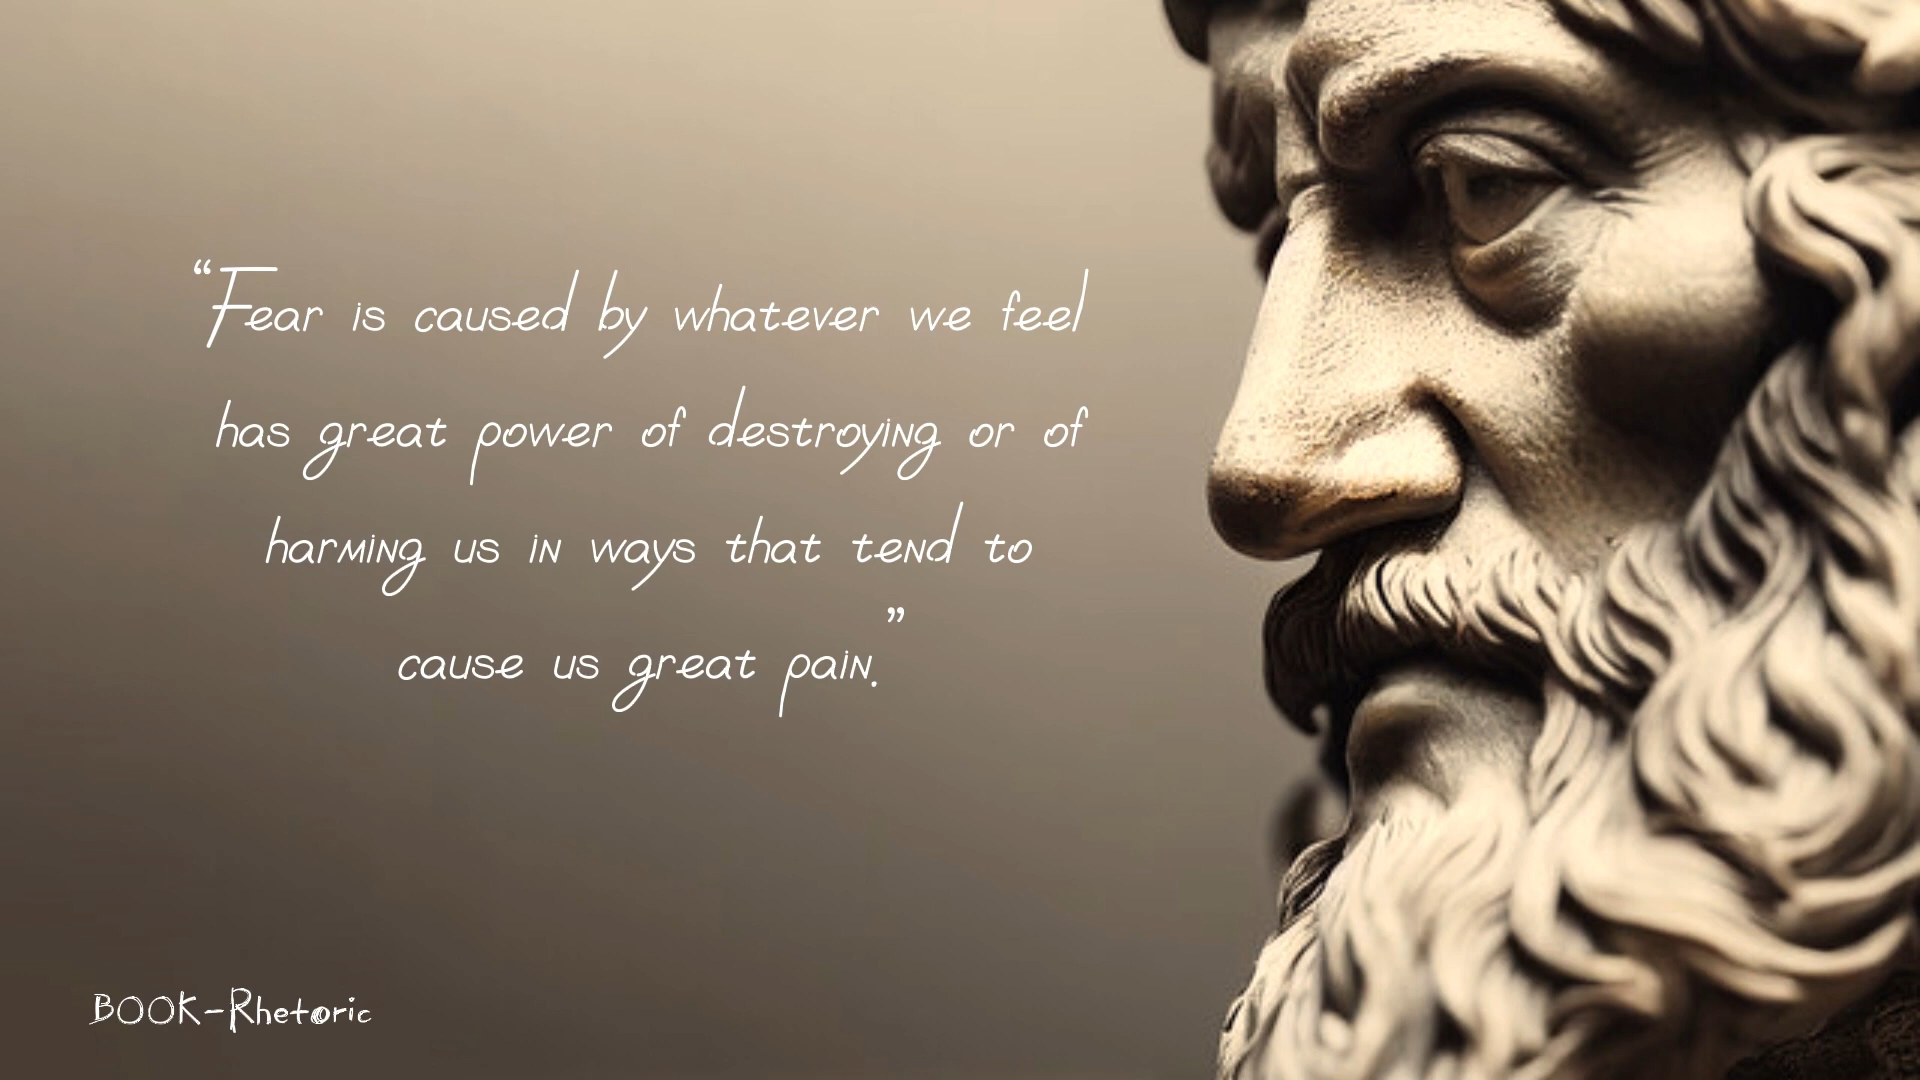 “Fear is caused by whatever we feel
has great power of destroying or of
harming us in ways that tend to
cause us great pain.”
BOOK-Rhetoric